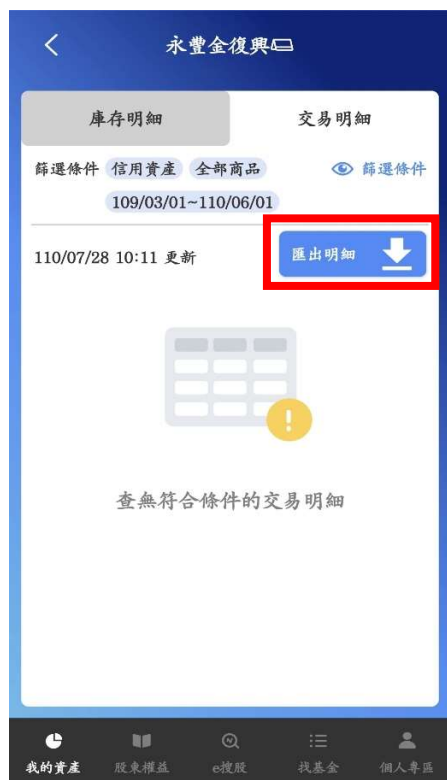 永豐金復興
庫存明細 交易明細
篩選條件 信用資產 全部商品 篩選條件
109/03/01~110/06/01
110/07/28 10:11 更新 匯出明細
查無符合條件的交易明細
我的資產 股東權益 e搜股 找基金 個人專區